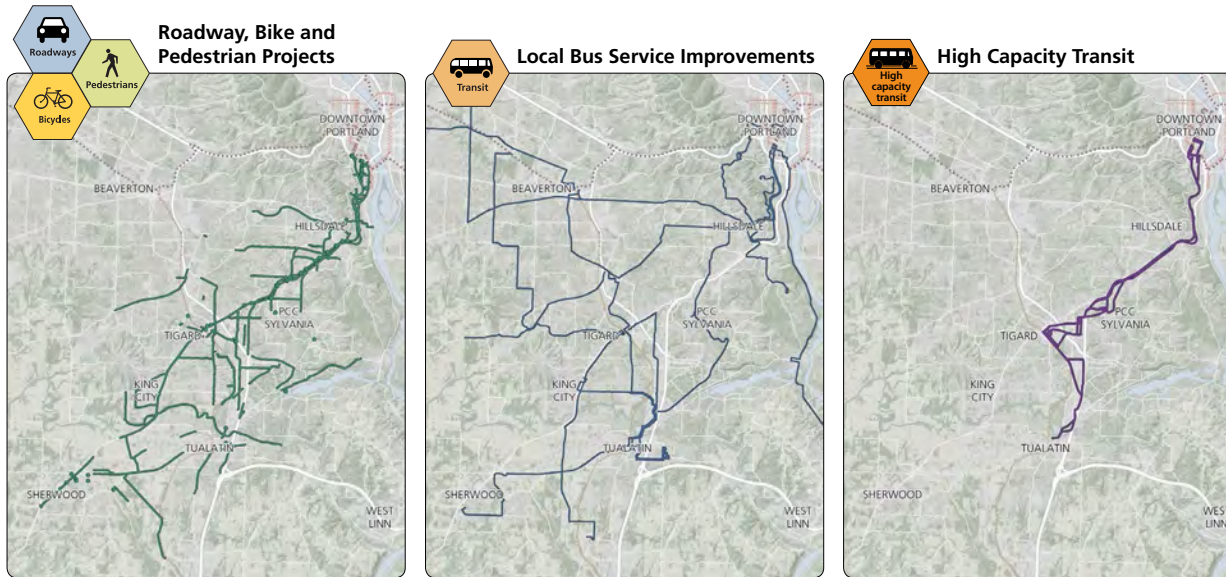 Roadways
Pedestrians
Bicycles
Roadway, Bike and
Pedestrian Projects
DOWNTOWN
PORTLAND
BEAVERTON
HILLSDALE
PCC
SYLVANIA
TIGARD
KING
CITY
TUALATIN
SHERWOOD
WEST
LINN
Transit
Local Bus Service Improvements
DOWNTOWN
PORTLAND
BEAVERTON
HILLSDALE
PCC
SYLVANIA
TIGARD
KING
CITY
TUALATIN
SHERWOOD
WEST
LINN
High
capacity
transit
High Capacity Transit
DOWNTOWN
PORTLAND
BEAVERTON
HILLSDALE
PCC
SYLVANIA
TIGARD
KING
CITY
TUALATIN
SHERWOOD
WES
LINN